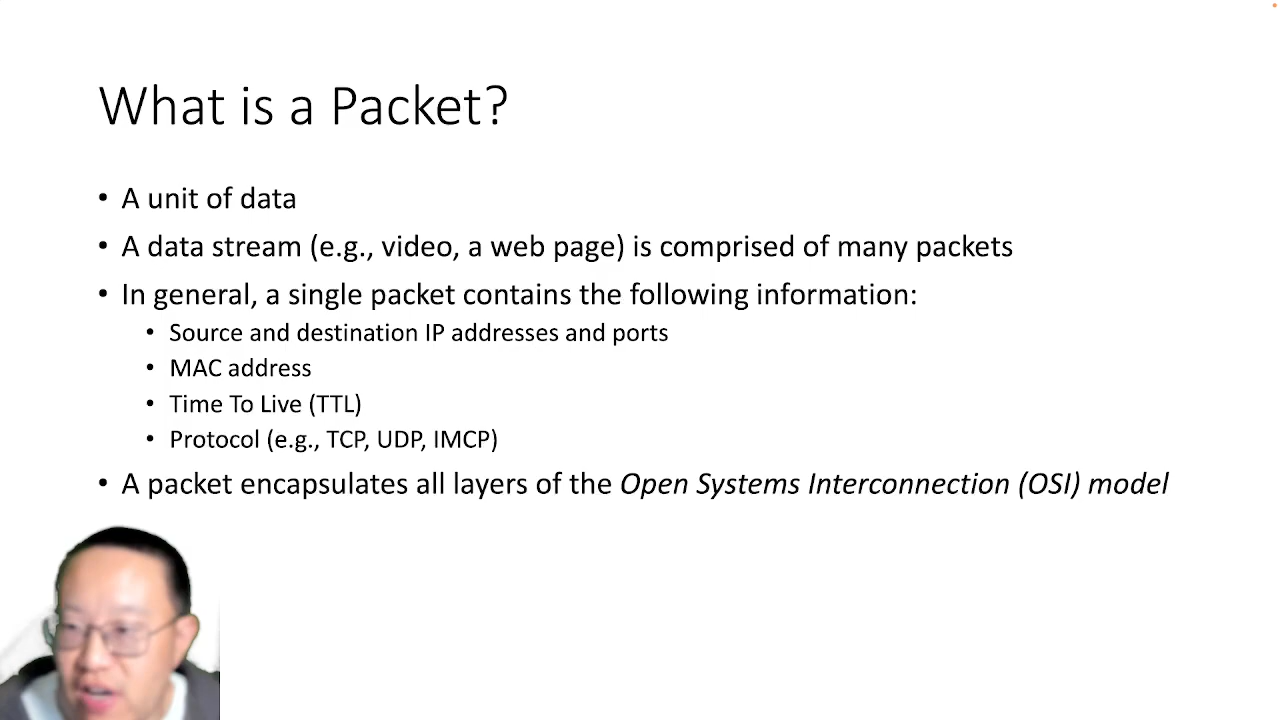 What is a Packet?
• A unit of data
• A data stream (e.g., video, a web page) is comprised of many packets
• In general, a single packet contains the following information:
• Source and destination IP addresses and ports
• MAC address
• Time To Live (TTL)
• Protocol (e.g., TCP, UDP, IMCP)
• A packet encapsulates all layers of the Open Systems Interconnection (OSI) model